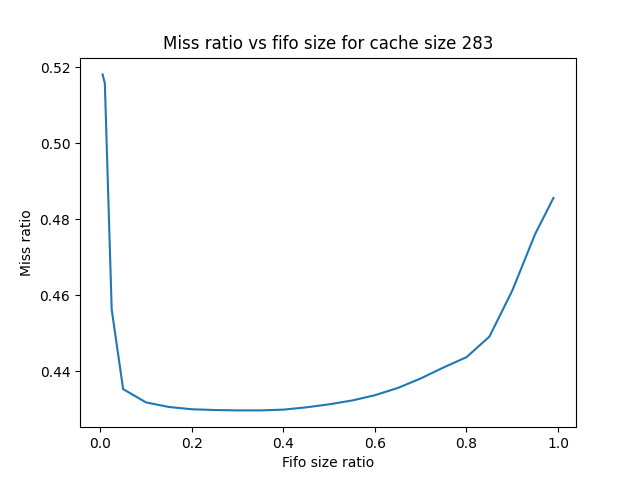 Miss ratio vs fifo size for cache size 283
0.52
0.50
0.48
0.46
0.44
Miss ratio
0.0 0.2 0.4 0.6 0.8 1.0
Fifo size ratio